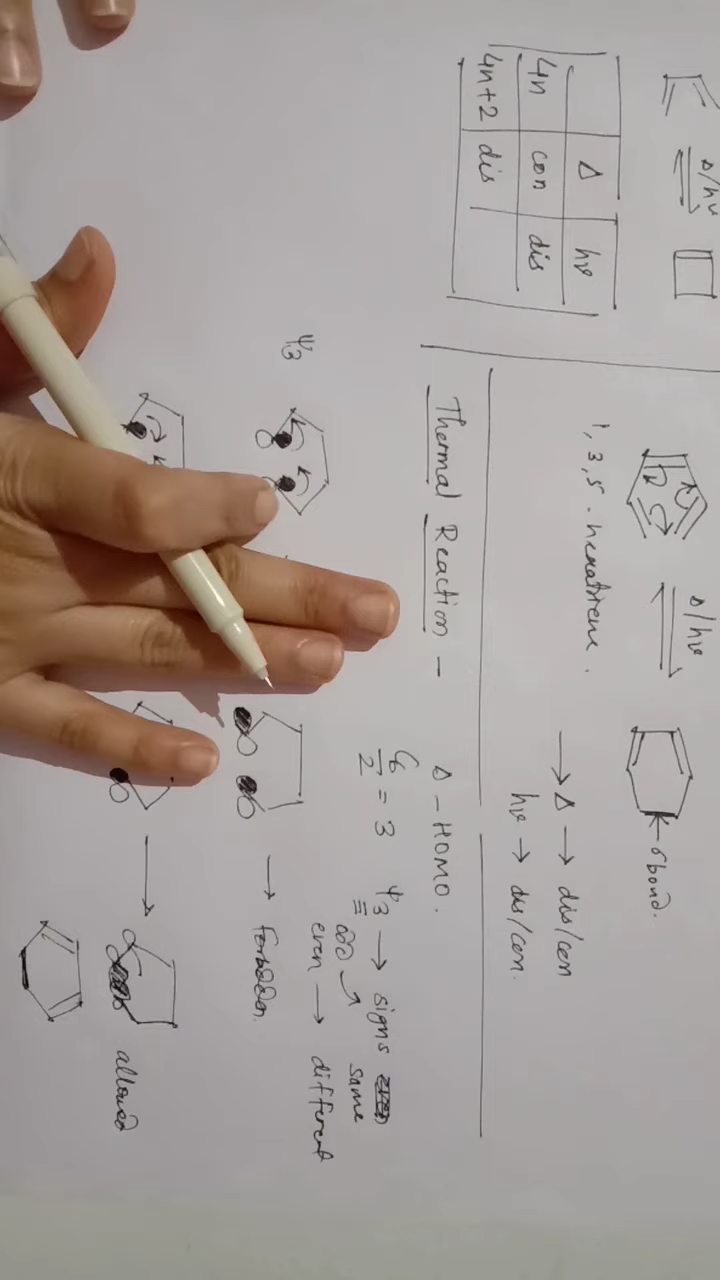 Δ/hν
Δ hν
4n con dis
4n+2 dis
1, 3, 5 - hexatriene.
Δ/hν
σ bond.
→ Δ → dis/con
hν → dis/con.
Thermal Reaction –
Δ - HOMO.
6/2 = 3 ψ3 → signs same
odd
even → different
ψ3
→ forbidden.
allowed